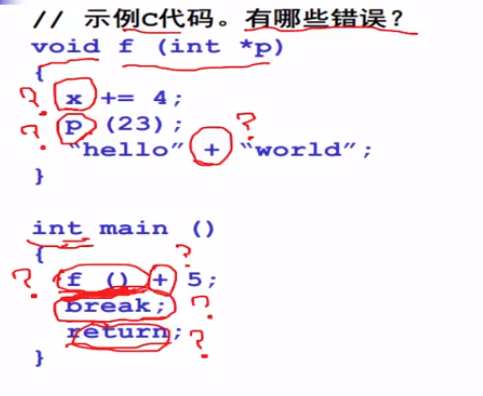 // 示例C代码。有哪些错误？
void f (int *p)
{
x += 4;
p (23);
“hello” + “world”;
}
int main ()
{
f () + 5;
break;
return;
}